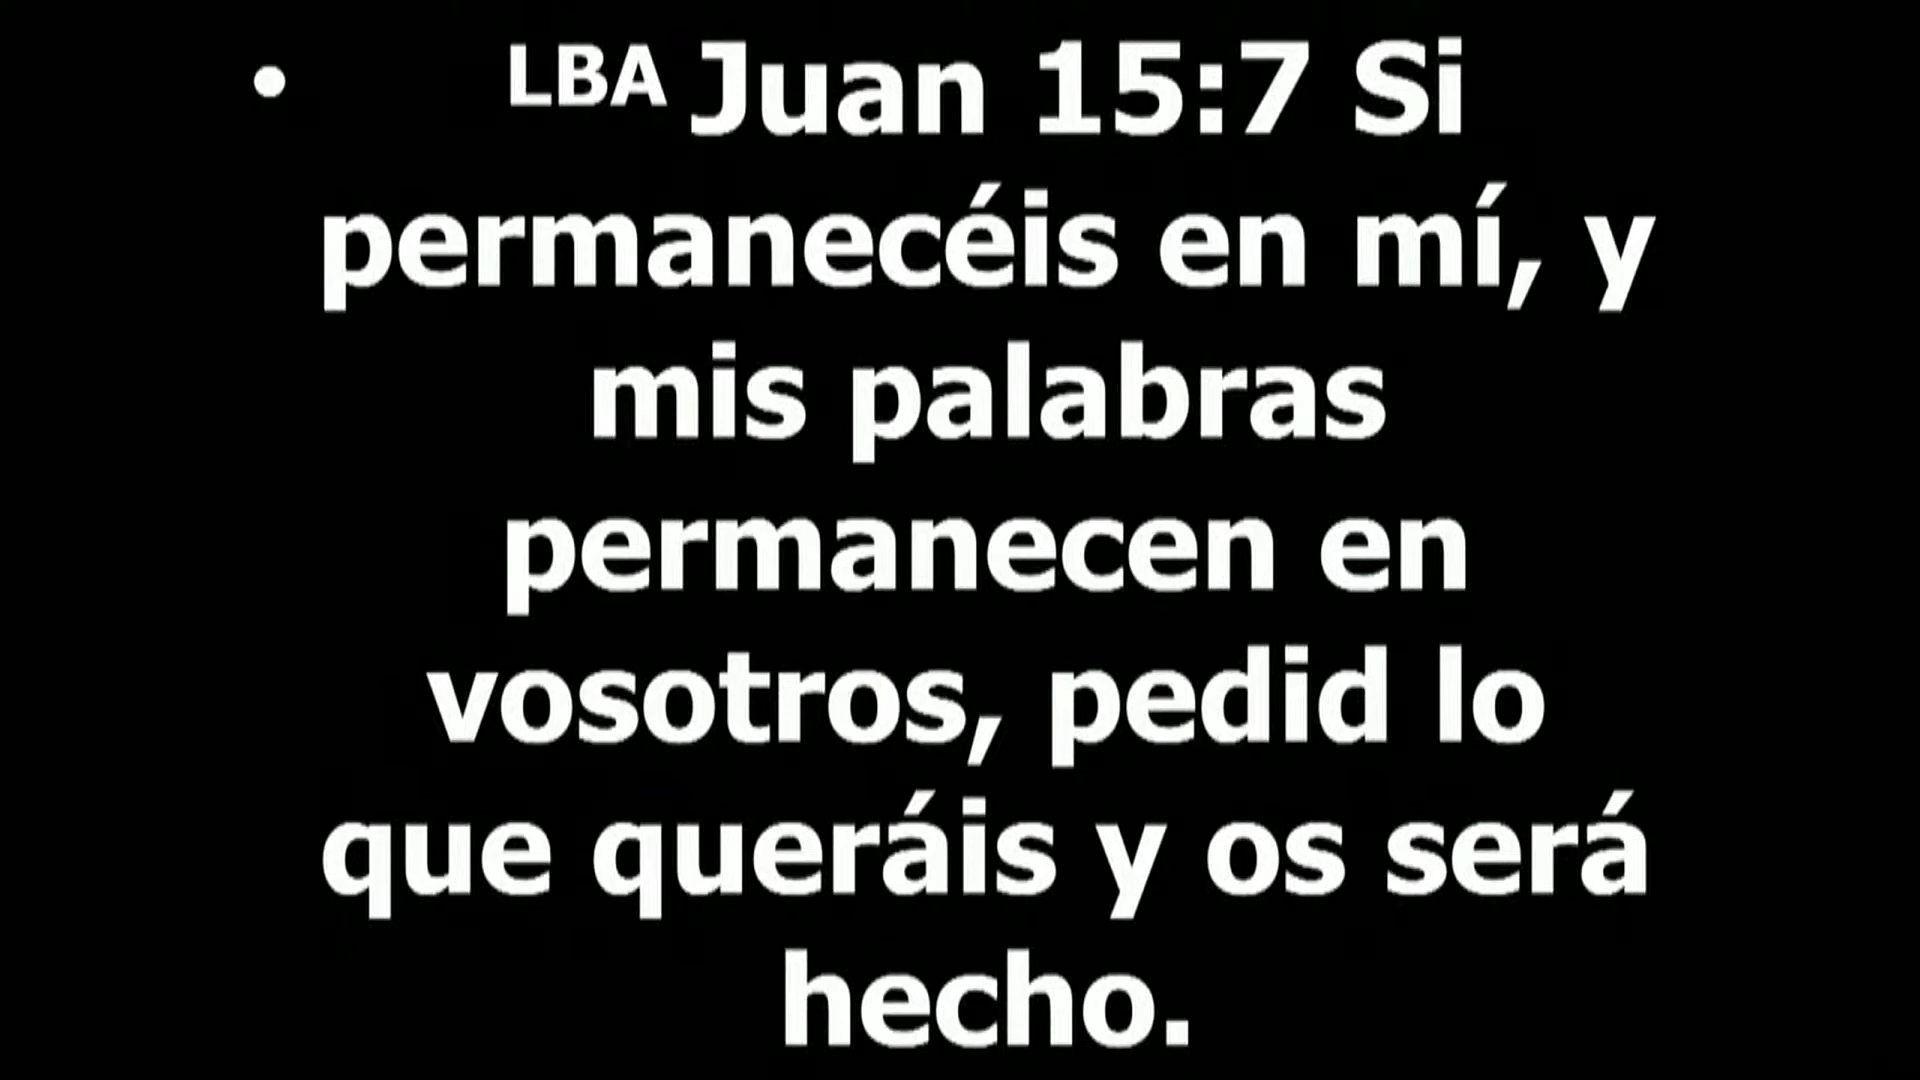 • LBA Juan 15:7 Si
permanecéis en mí, y
mis palabras
permanecen en
vosotros, pedid lo
que queráis y os será
hecho.